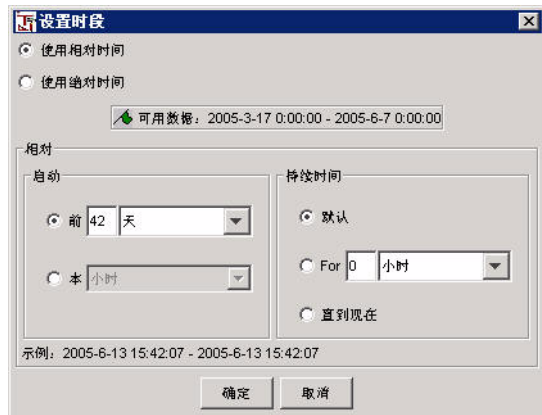 设置时段
使用相对时间
使用绝对时间
可用数据：2005-3-17 0:00:00 - 2005-6-7 0:00:00
相对
启动
前 42 天
本 小时
持续时间
默认
For 0 小时
直到现在
示例：2005-6-13 15:42:07 - 2005-6-13 15:42:07
确定 取消